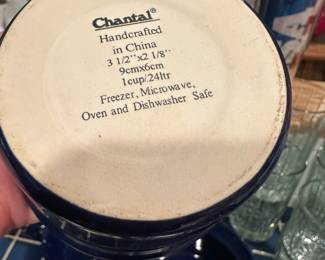 Chantal®
Handcrafted
in China
3 1/2''x2 1/8''
9cmx6cm
1cup/.24ltr
Freezer, Microwave,
Oven and Dishwasher Safe